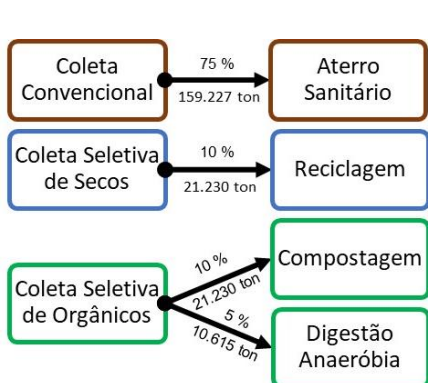 Coleta
Convencional
75 %
159.227 ton
Aterro
Sanitário
Coleta Seletiva
de Secos
10 %
21.230 ton
Reciclagem
Coleta Seletiva
de Orgânicos
10 %
21.230 ton
Compostagem
5 %
10.615 ton
Digestão
Anaeróbia